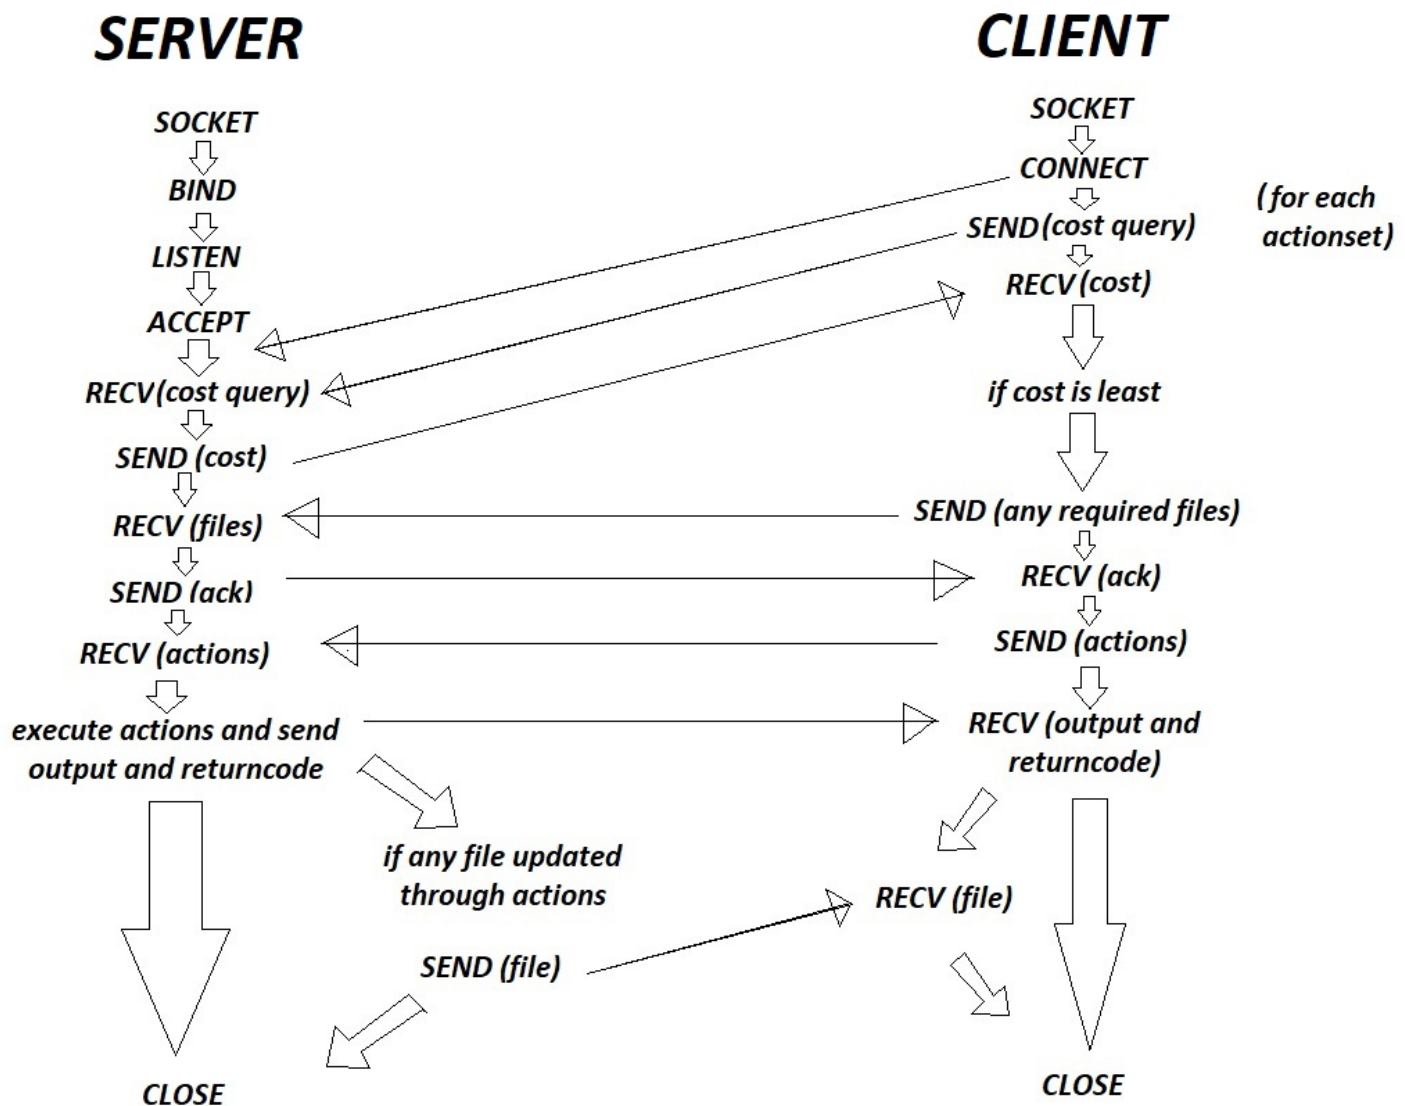 SERVER
SOCKET
BIND
LISTEN
ACCEPT
RECV(cost query)
SEND (cost)
RECV (files)
SEND (ack)
RECV (actions)
execute actions and send
output and returncode
if any file updated
through actions
SEND (file)
CLOSE
CLIENT
SOCKET
CONNECT
SEND(cost query)
(for each
actionset)
RECV(cost)
if cost is least
SEND (any required files)
RECV (ack)
SEND (actions)
RECV (output and
returncode)
RECV (file)
CLOSE